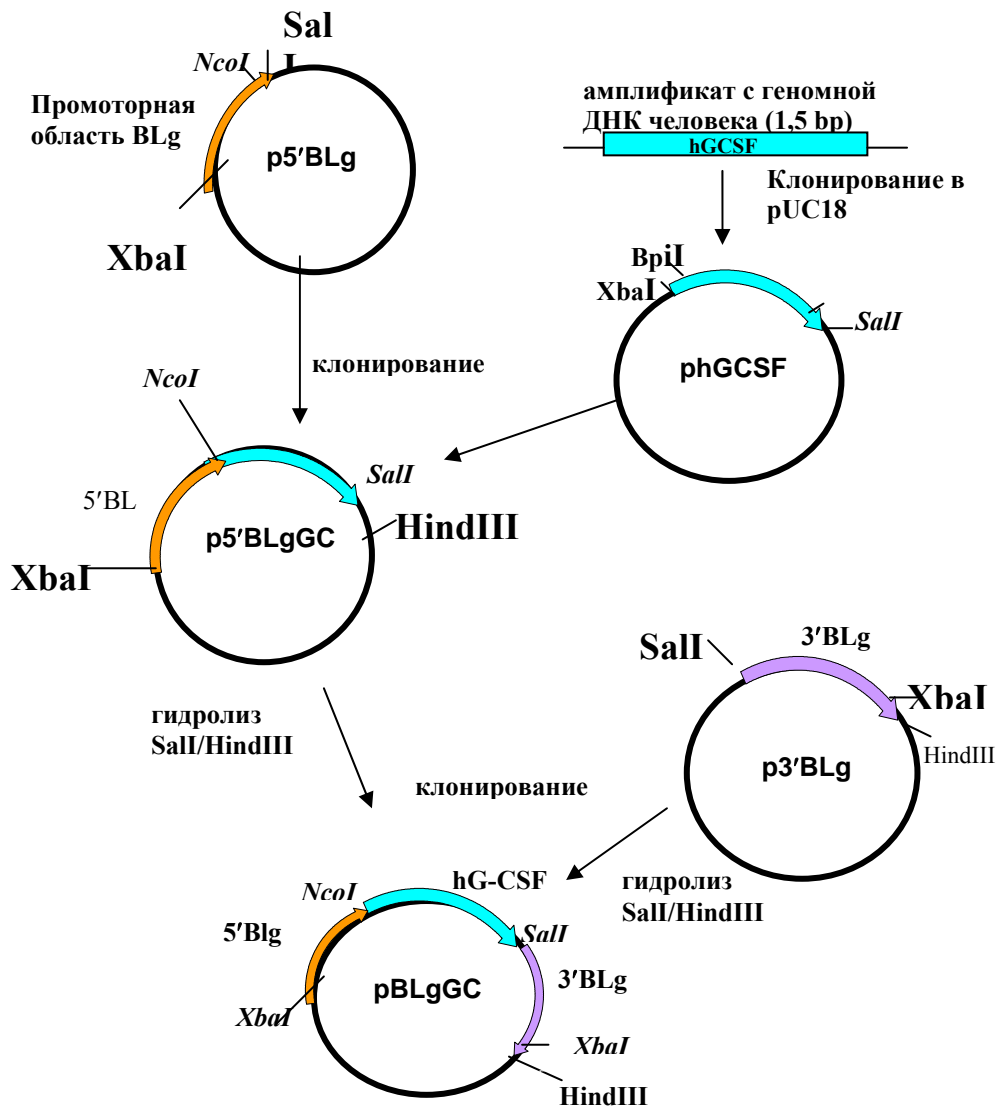 Sal
I
NcoI
Промоторная
область BLg
p5′BLg
XbaI
амплификат с геномной
ДНК человека (1,5 bp)
hGCSF
Клонирование в
pUC18
BpiI
XbaI
SalI
phGCSF
клонирование
NcoI
SalI
5′BL
p5′BLgGC
HindIII
XbaI
3′BLg
SalI
XbaI
HindIII
p3′BLg
гидролиз
SalI/HindIII
клонирование
hG-CSF
гидролиз
SalI/HindIII
NcoI
5′Blg
SalI
3′BLg
pBLgGC
XbaI
XbaI
HindIII